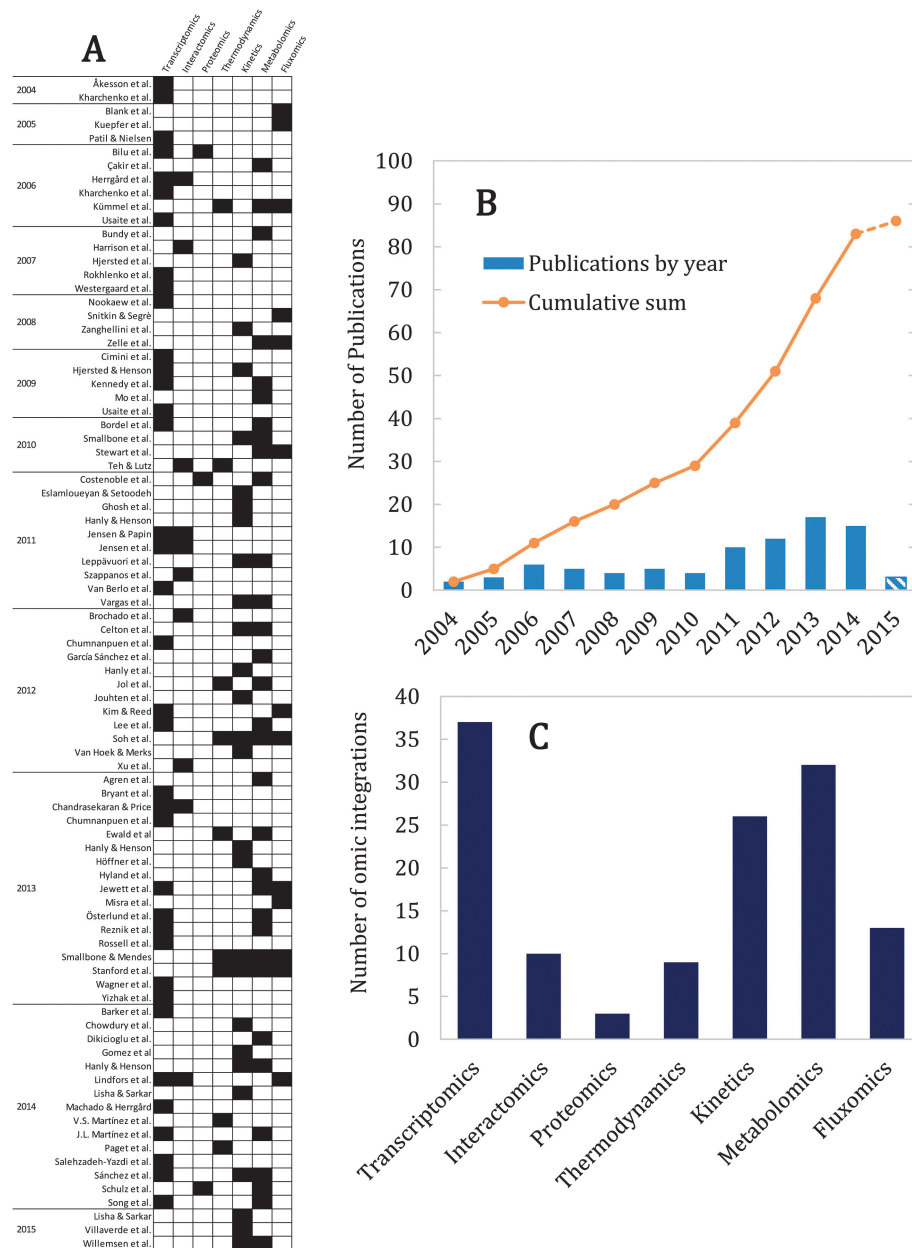 A
Transcriptomics
Interactomics
Proteomics
Thermodynamics
Kinetics
Metabolomics
Fluxomics
2004
Åkesson et al.
Kharchenko et al.
2005
Blank et al.
Kuepfer et al.
Patil & Nielsen
2006
Bilu et al.
Çakir et al.
Herrgård et al.
Kharchenko et al.
Kümmel et al.
Usaite et al.
2007
Bundy et al.
Harrison et al.
Hjersted et al.
Rokhlenko et al.
Westergaard et al.
2008
Nookaew et al.
Snitkin & Segrè
Zanghellini et al.
Zelle et al.
2009
Cimini et al.
Hjersted & Henson
Kennedy et al.
Mo et al.
Usaite et al.
2010
Bordel et al.
Smallbone et al.
Stewart et al.
Teh & Lutz
2011
Costenoble et al.
Eslamloueyan & Setoodeh
Ghosh et al.
Hanly & Henson
Jensen & Papin
Jensen et al.
Leppävuori et al.
Szappanos et al.
Van Berlo et al.
Vargas et al.
2012
Brochado et al.
Celton et al.
Chumnanpuen et al.
García Sánchez et al.
Hanly et al.
Jol et al.
Jouhten et al.
Kim & Reed
Lee et al.
Soh et al.
Van Hoek & Merks
Xu et al.
2013
Agren et al.
Bryant et al.
Chandrasekaran & Price
Chumnanpuen et al.
Ewald et al
Hanly & Henson
Höffner et al.
Hyland et al.
Jewett et al.
Misra et al.
Österlund et al.
Reznik et al.
Rossell et al.
Smallbone & Mendes
Stanford et al.
Wagner et al.
Yizhak et al.
2014
Barker et al.
Chowdury et al.
Dikicioglu et al.
Gomez et al
Hanly & Henson
Lindfors et al.
Lisha & Sarkar
Machado & Herrgård
V.S. Martínez et al.
J.L. Martínez et al.
Paget et al.
Salehzadeh-Yazdi et al.
Sánchez et al.
Schulz et al.
Song et al.
2015
Lisha & Sarkar
Villaverde et al.
Willemsen et al.
B
Number of Publications
100
90
80
70
60
50
40
30
20
10
0
Publications by year
Cumulative sum
2004
2005
2006
2007
2008
2009
2010
2011
2012
2013
2014
2015
C
Number of omic integrations
40
35
30
25
20
15
10
5
0
Transcriptomics
Interactomics
Proteomics
Thermodynamics
Kinetics
Metabolomics
Fluxomics